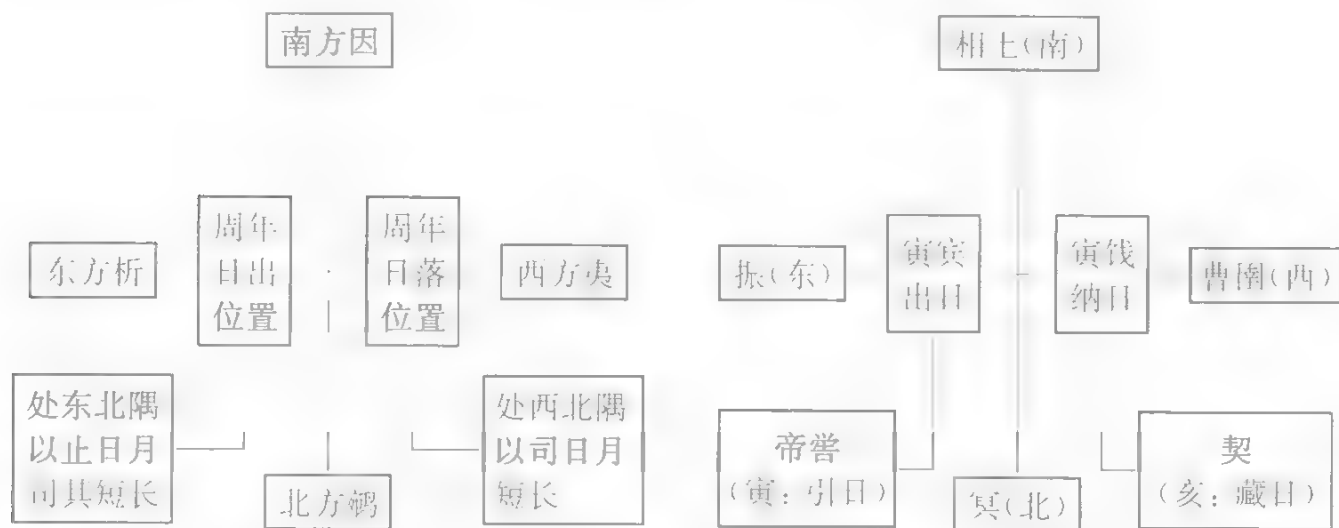 南方因
东方析
周年
日出
位置
周年
日落
位置
西方夷
处东北隅
以止日月
司其短长
北方鹓
处西北隅
以司日月
短长
相土(南)
振(东)
寅宾
出日
寅饯
纳日
曹圉(西)
帝喾
(寅：引日)
冥(北)
契
(亥：藏日)